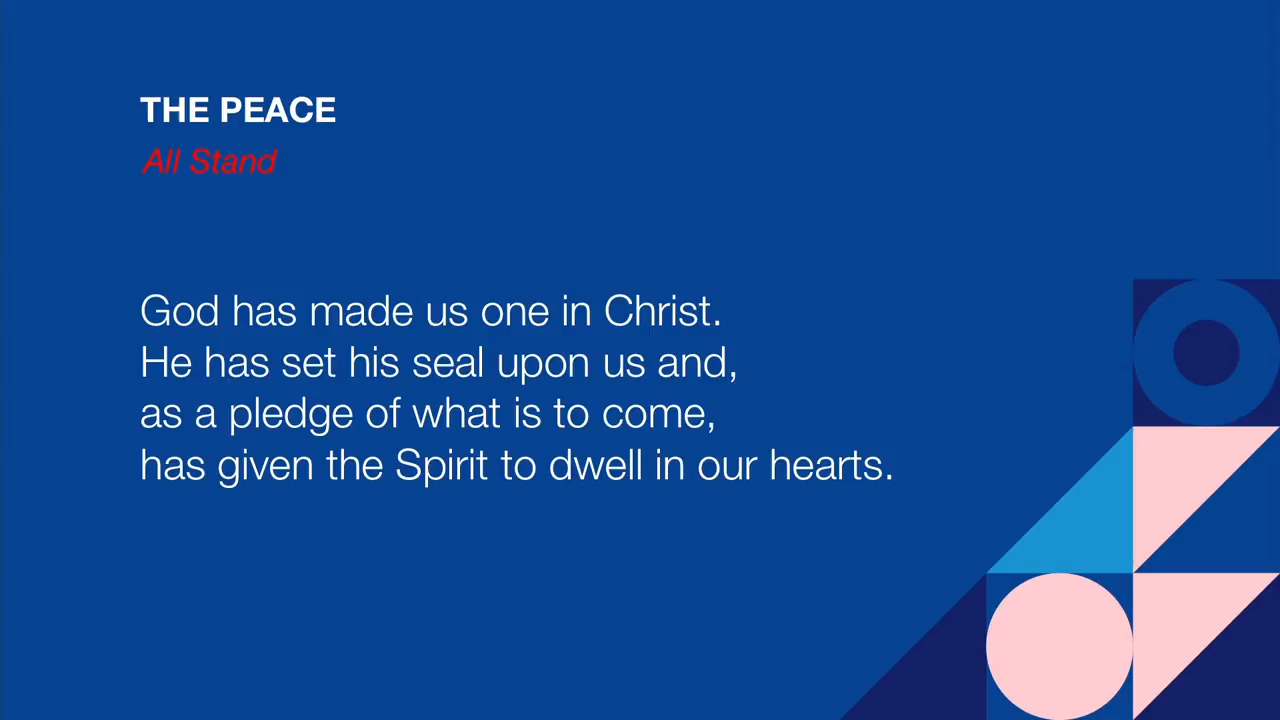 THE PEACE
All Stand
God has made us one in Christ.
He has set his seal upon us and,
as a pledge of what is to come,
has given the Spirit to dwell in our hearts.